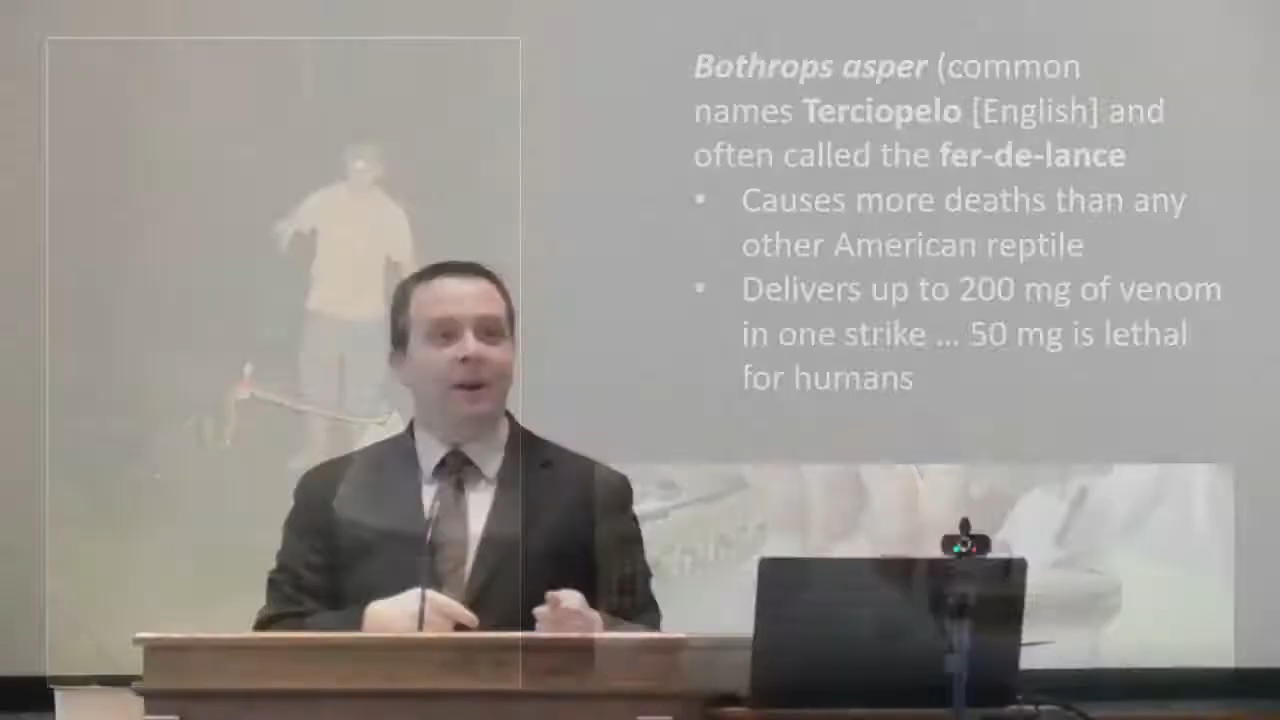 Bothrops asper (common
names Terciopelo [English] and
often called the fer-de-lance
• Causes more deaths than any
other American reptile
• Delivers up to 200 mg of venom
in one strike ... 50 mg is lethal
for humans